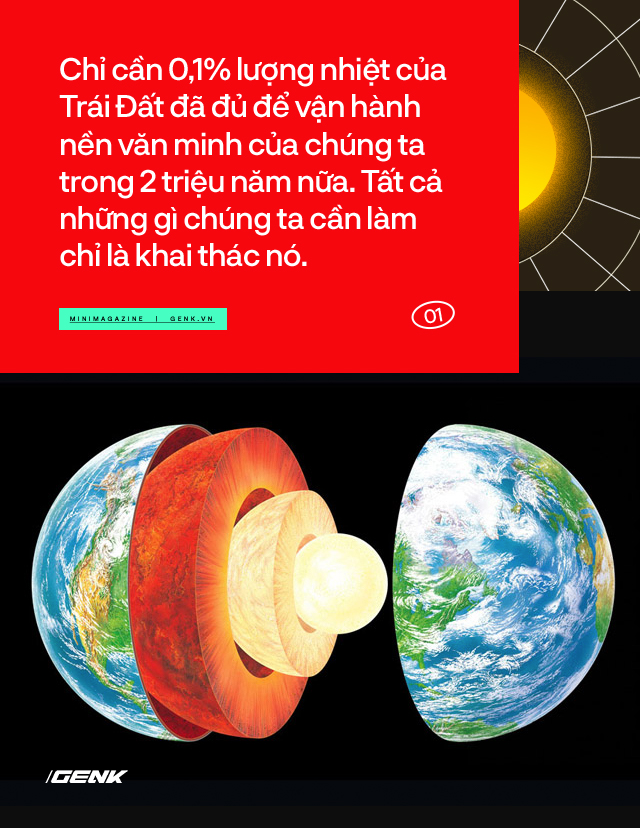 Chỉ cần 0,1% lượng nhiệt của
Trái Đất đã đủ để vận hành
nền văn minh của chúng ta
trong 2 triệu năm nữa. Tất cả
những gì chúng ta cần làm
chỉ là khai thác nó.
MINIMAGAZINE | GENK.VN
01
/GENK